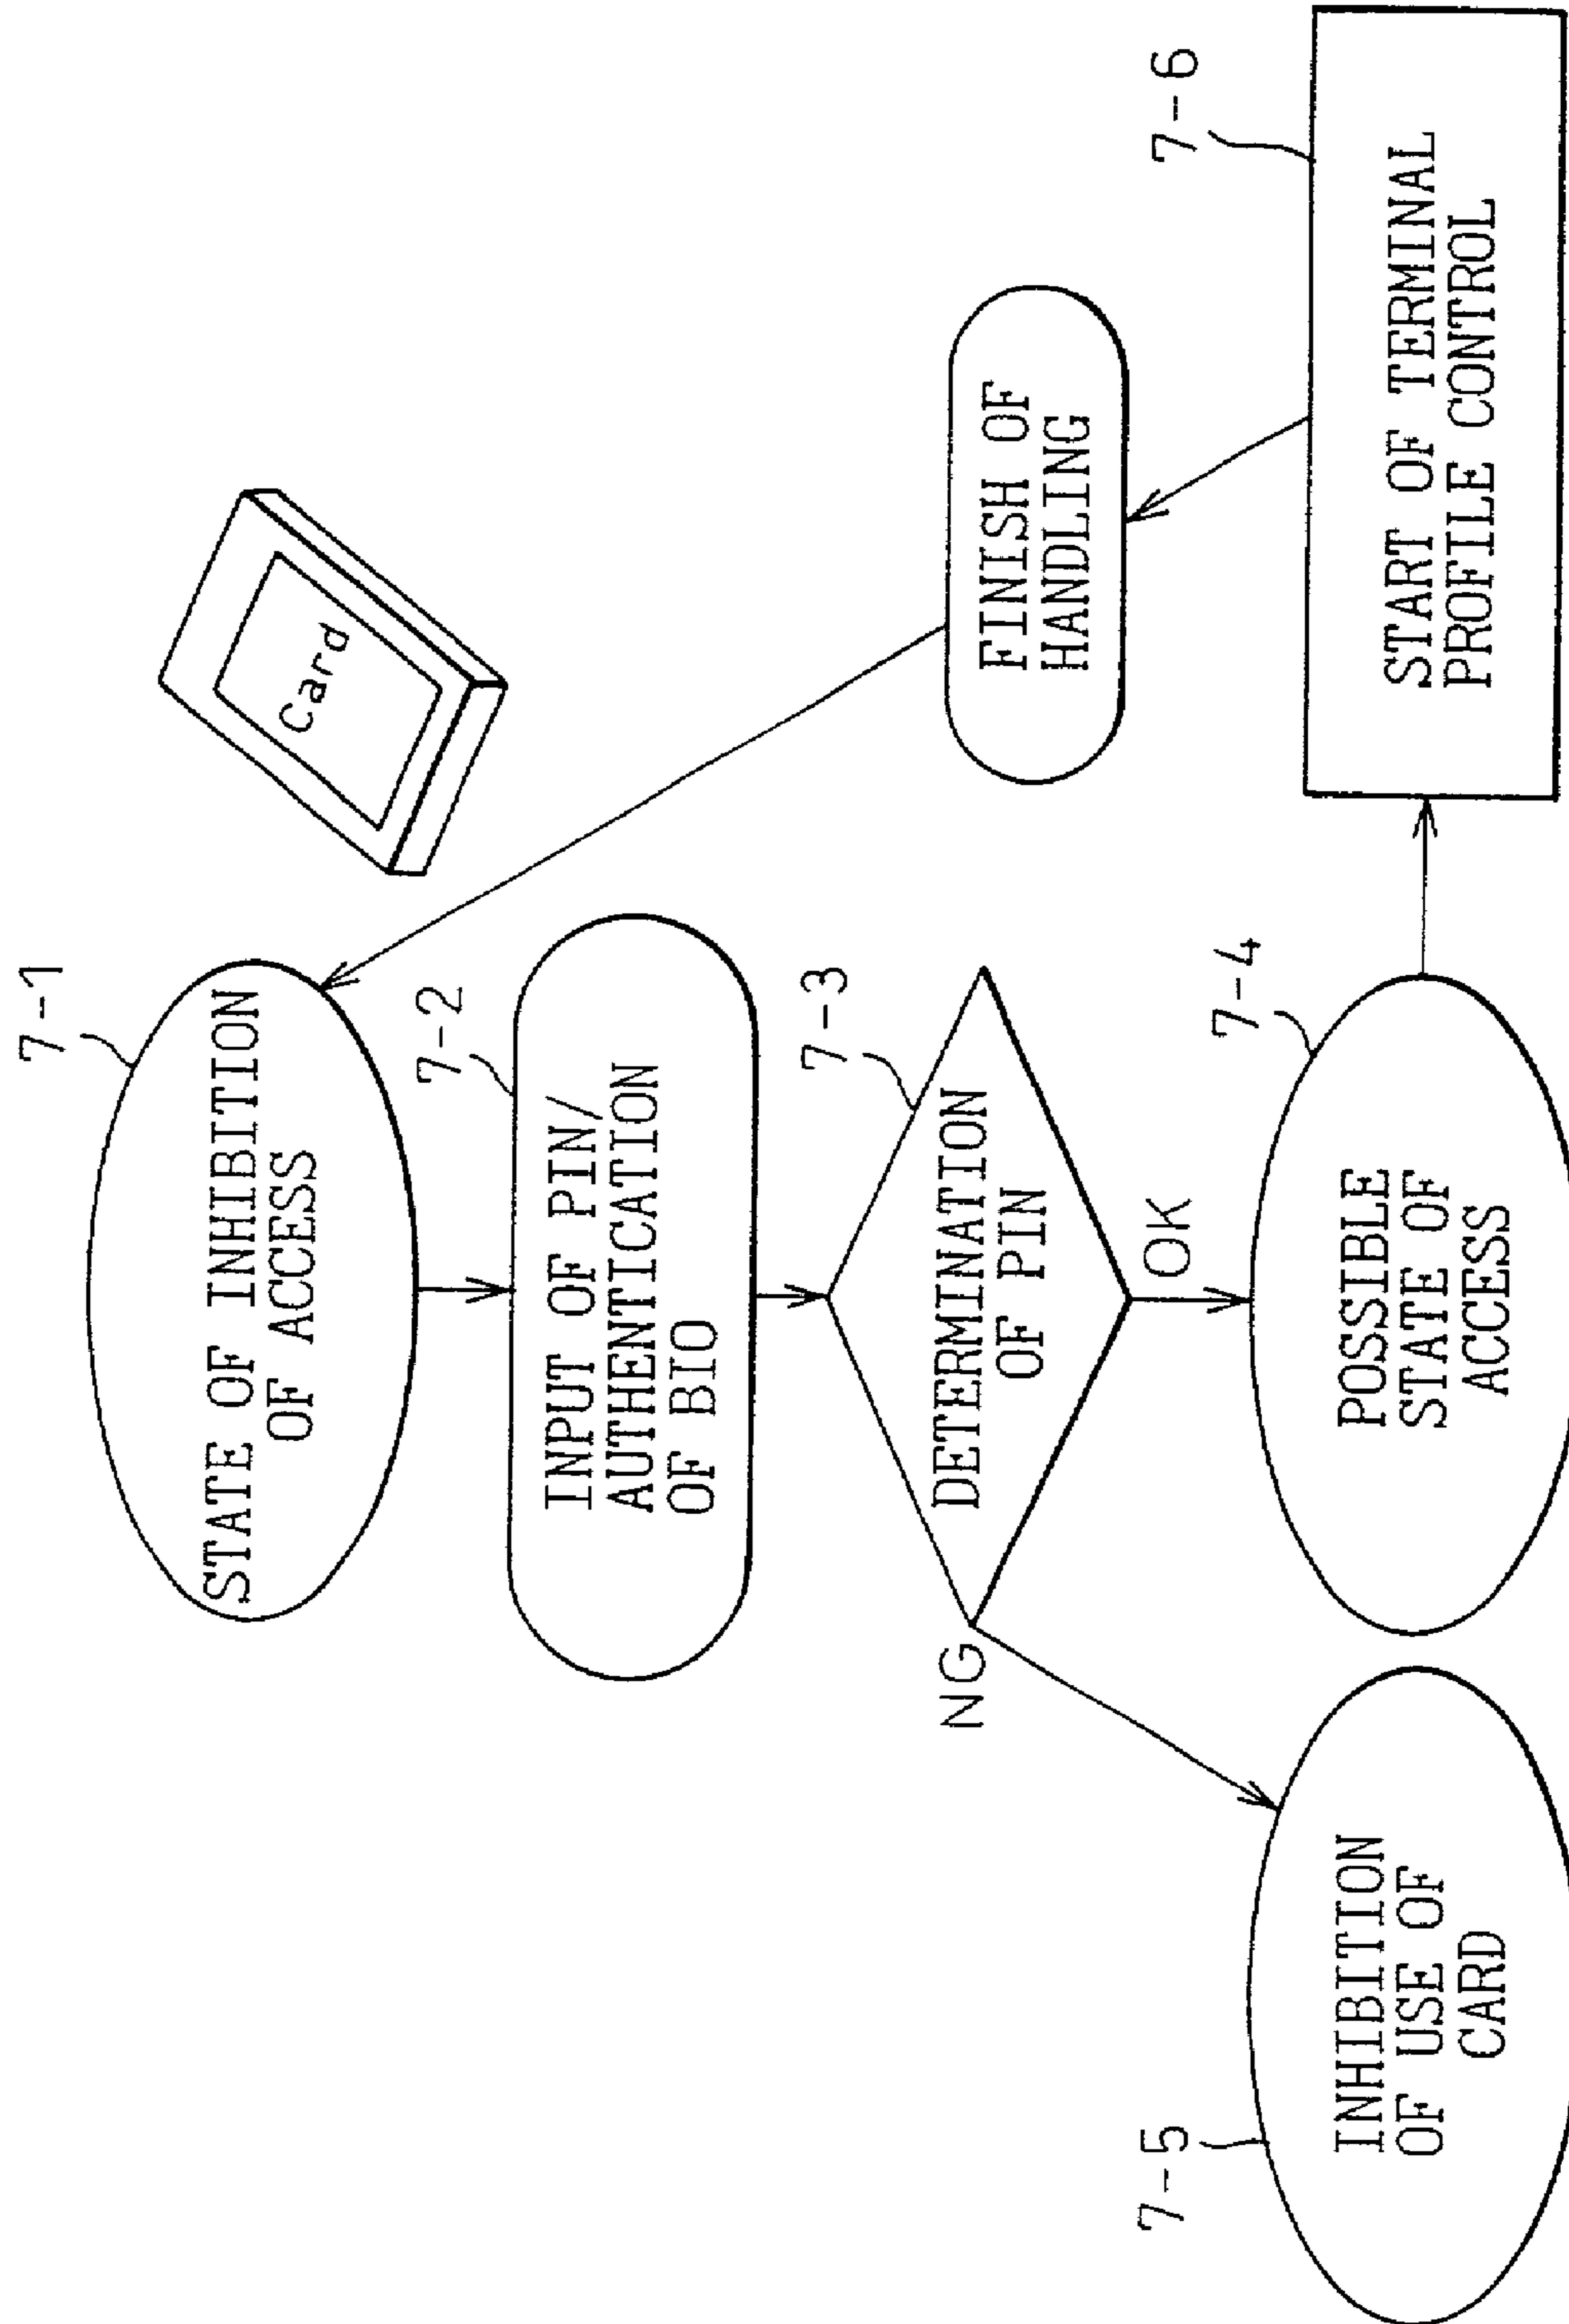 7-1
STATE OF INHIBITION
OF ACCESS
Card
7-2
INPUT OF PIN/
AUTHENTICATION
OF BIO
7-3
DETERMINATION
OF PIN
NG
OK
FINISH OF
HANDLING
7-5
INHIBITION
OF USE OF
CARD
7-4
POSSIBLE
STATE OF
ACCESS
7-6
START OF TERMINAL
PROFILE CONTROL